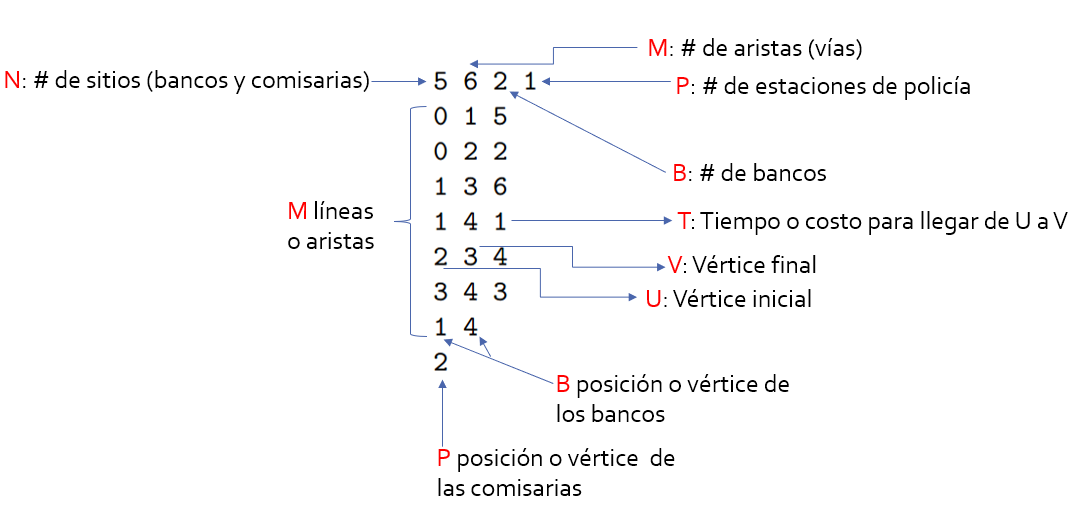 M: # de aristas (vías)
N: # de sitios (bancos y comisarias)
5 6 2 1
P: # de estaciones de policía
0 1 5
0 2 2
B: # de bancos
1 3 6
M líneas
o aristas
1 4 1
T: Tiempo o costo para llegar de U a V
2 3 4
V: Vértice final
3 4 3
U: Vértice inicial
1 4
2
B posición o vértice de
los bancos
P posición o vértice de
las comisarias